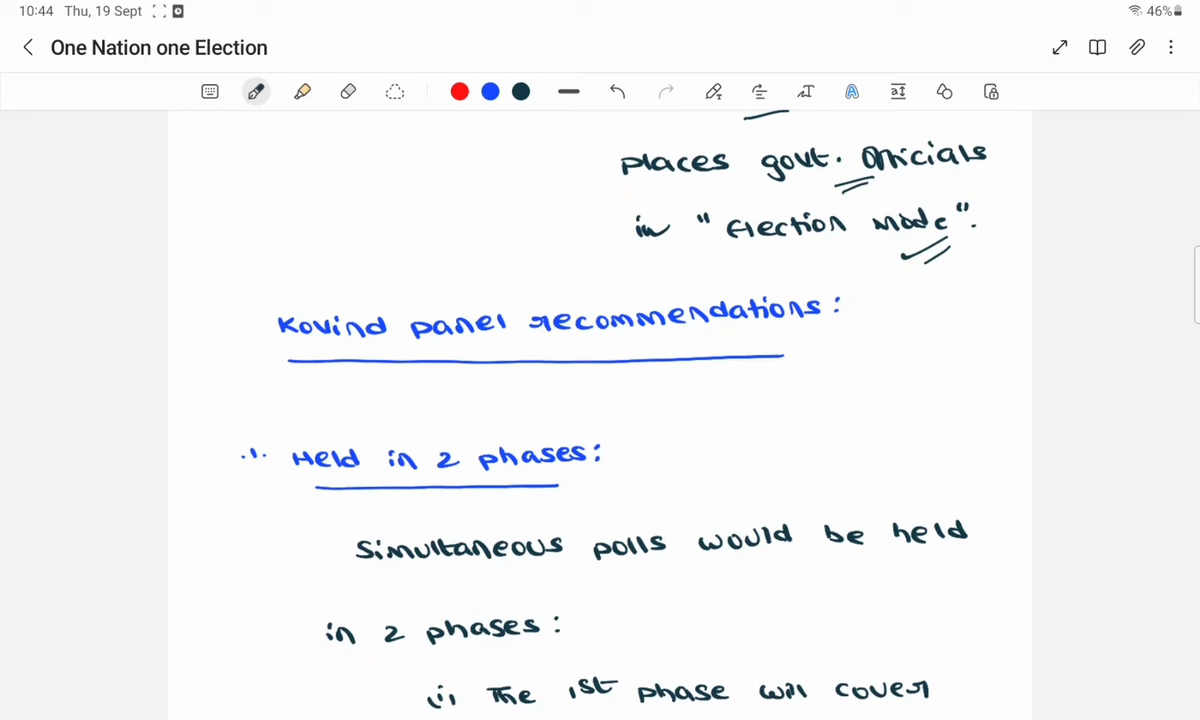 10:44 Thu, 19 Sept
46%
One Nation one Election
places govt. officials
in "Election Mode".
Kovind panel recommendations:
Held in 2 phases:
Simultaneous polls would be held
in 2 phases:
(i) The 1st phase will cover